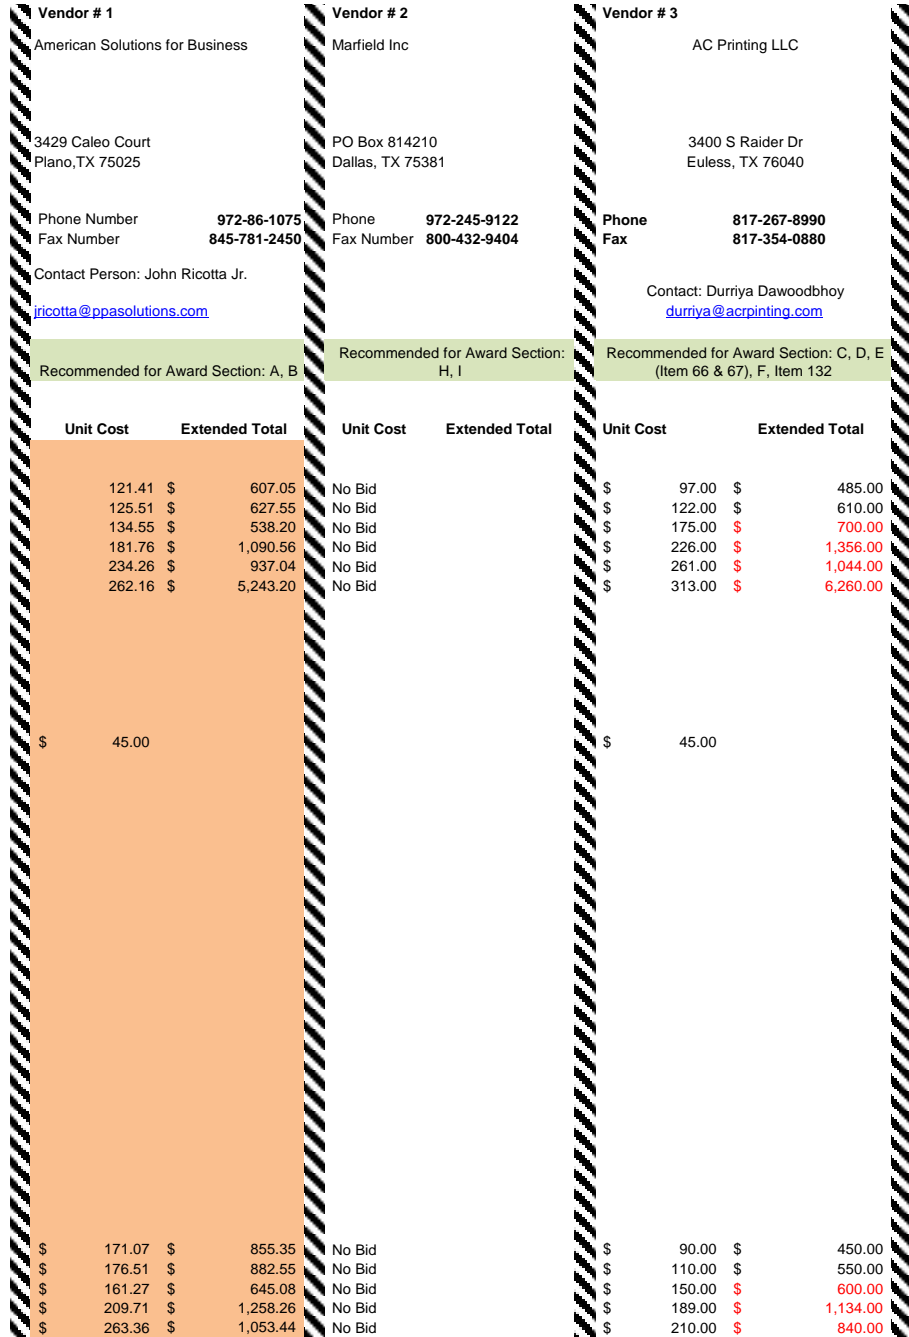 Vendor # 1 Vendor # 2 Vendor # 3
American Solutions for Business Marfield Inc AC Printing LLC
3429 Caleo Court PO Box 814210 3400 S Raider Dr
Plano,TX 75025 Dallas, TX 75381 Euless, TX 76040
Phone Number 972-86-1075 Phone 972-245-9122 Phone 817-267-8990
Fax Number 845-781-2450 Fax Number 800-432-9404 Fax 817-354-0880
Contact Person: John Ricotta Jr.
Contact: Durriya Dawoodbhoy
jricotta@ppasolutions.com durriya@acrpinting.com
Recommended for Award Section: A, B Recommended for Award Section: H, I Recommended for Award Section: C, D, E (Item 66 & 67), F, Item 132
Unit Cost Extended Total Unit Cost Extended Total Unit Cost Extended Total
121.41 $ 607.05 No Bid $ 97.00 $ 485.00
125.51 $ 627.55 No Bid $ 122.00 $ 610.00
134.55 $ 538.20 No Bid $ 175.00 $ 700.00
181.76 $ 1,090.56 No Bid $ 226.00 $ 1,356.00
234.26 $ 937.04 No Bid $ 261.00 $ 1,044.00
262.16 $ 5,243.20 No Bid $ 313.00 $ 6,260.00
$ 45.00 $ 45.00
$ 171.07 $ 855.35 No Bid $ 90.00 $ 450.00
$ 176.51 $ 882.55 No Bid $ 110.00 $ 550.00
$ 161.27 $ 645.08 No Bid $ 150.00 $ 600.00
$ 209.71 $ 1,258.26 No Bid $ 189.00 $ 1,134.00
$ 263.36 $ 1,053.44 No Bid $ 210.00 $ 840.00